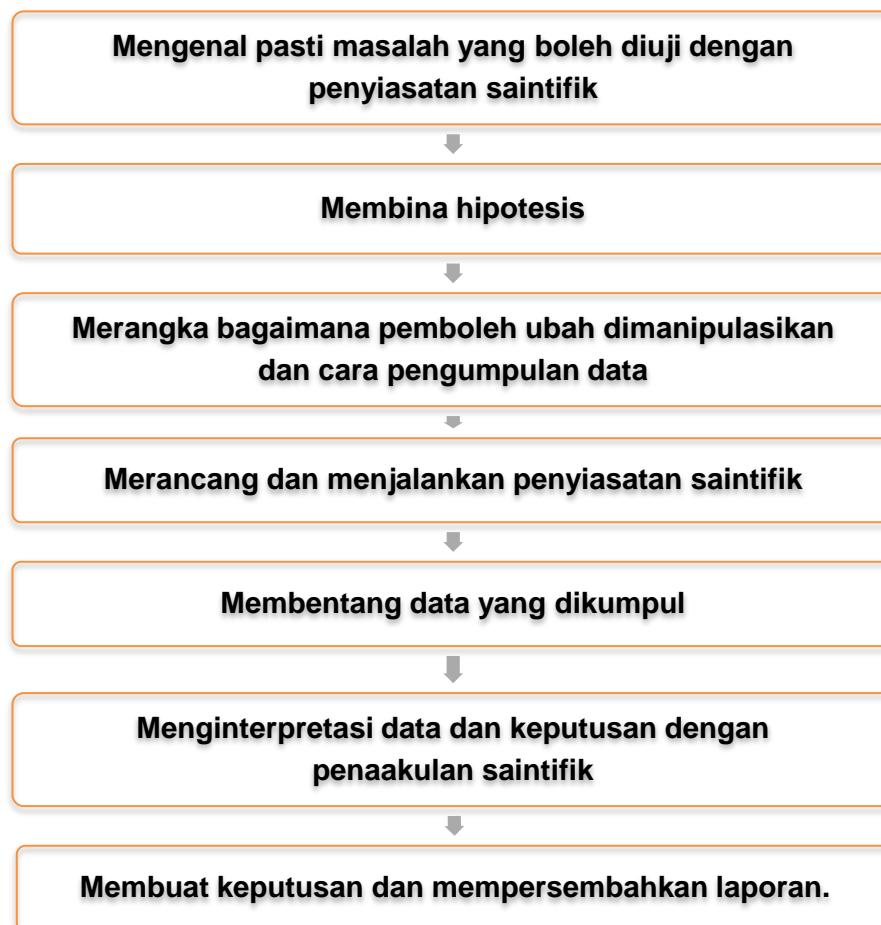 Mengenal pasti masalah yang boleh diuji dengan
penyiasatan saintifik
Membina hipotesis
Merangka bagaimana pemboleh ubah dimanipulasikan
dan cara pengumpulan data
Merancang dan menjalankan penyiasatan saintifik
Membentang data yang dikumpul
Menginterpretasi data dan keputusan dengan
penaakulan saintifik
Membuat keputusan dan mempersembahkan laporan.